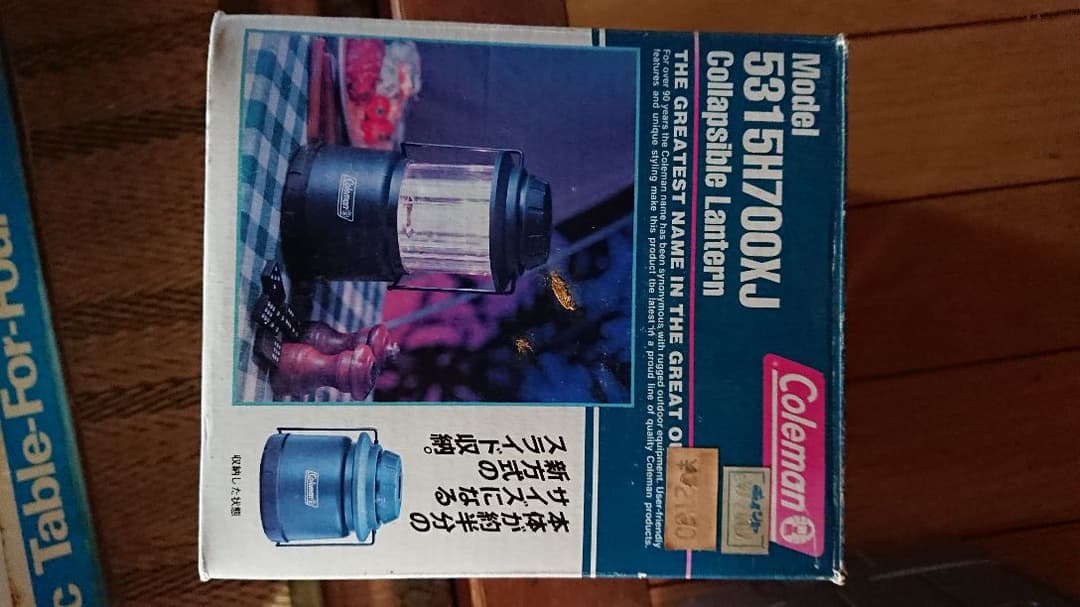 Model
5315H700XJ
Collapsible Lantern
Coleman
THE GREATEST NAME IN THE GREAT OU
For over 90 years the Coleman name has been synonymous with rugged outdoor equipment. User-friendly
features and unique styling make this product the latest in a proud line of quality Coleman products.
Coleman
本体が約半分の
サイズになる
新方式の
スライド収納。
Coleman
収納した状態
Table-For-Four